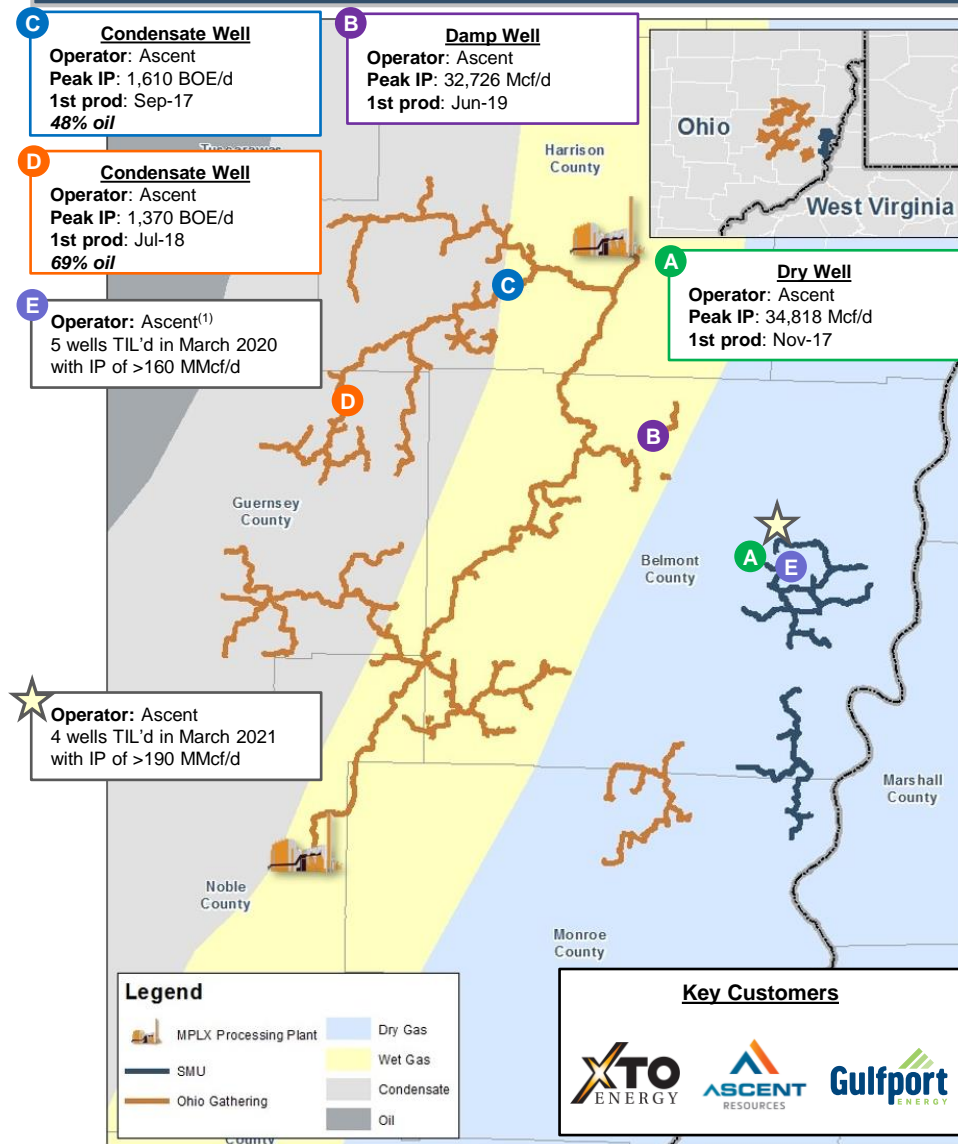 C
Condensate Well
Operator: Ascent
Peak IP: 1,610 BOE/d
1st prod: Sep-17
48% oil
B
Damp Well
Operator: Ascent
Peak IP: 32,726 Mcf/d
1st prod: Jun-19
Ohio
West Virginia
Harrison
County
D
Condensate Well
Operator: Ascent
Peak IP: 1,370 BOE/d
1st prod: Jul-18
69% oil
A
Dry Well
Operator: Ascent
Peak IP: 34,818 Mcf/d
1st prod: Nov-17
C
E
Operator: Ascent(1)
5 wells TIL’d in March 2020
with IP of >160 MMcf/d
D
B
Guernsey
County
Belmont
County
A
E
Operator: Ascent
4 wells TIL’d in March 2021
with IP of >190 MMcf/d
Marshall
County
Noble
County
Monroe
County
Legend
MPLX Processing Plant
SMU
Ohio Gathering
Dry Gas
Wet Gas
Condensate
Oil
County
Key Customers
XTO
ENERGY
ASCENT
RESOURCES
Gulfport
ENERGY